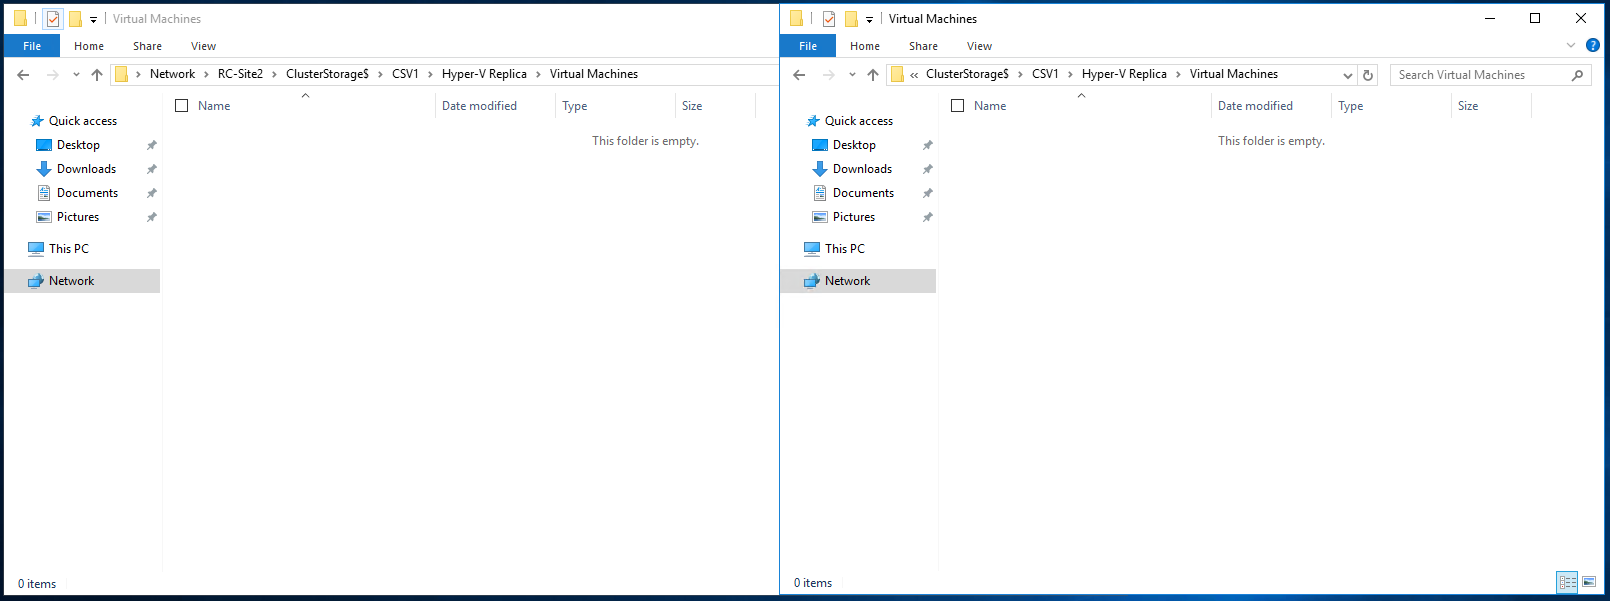 Virtual Machines
File Home Share View
Network RC-Site2 ClusterStorage$ CSV1 Hyper-V Replica Virtual Machines
Name Date modified Type Size
This folder is empty.
Quick access
Desktop
Downloads
Documents
Pictures
This PC
Network
0 items
Virtual Machines
File Home Share View
« ClusterStorage$ CSV1 Hyper-V Replica Virtual Machines Search Virtual Machines
Name Date modified Type Size
This folder is empty.
Quick access
Desktop
Downloads
Documents
Pictures
This PC
Network
0 items